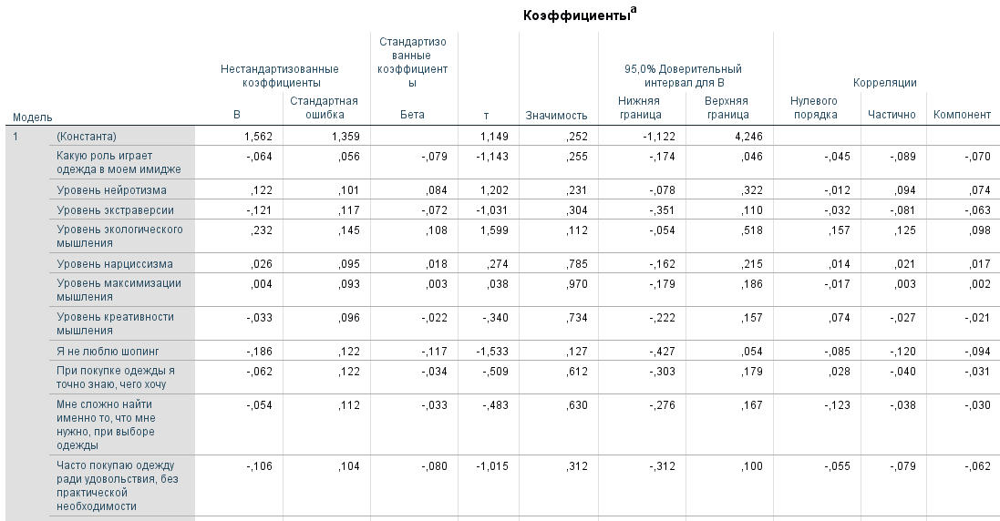 Коэффициентыa
Модель Нестандартизованные коэффициенты Стандартизо ванные коэффициент ы т Значимость 95,0% Доверительный интервал для B Корреляции
B Стандартная ошибка Бета Нижняя граница Верхняя граница Нулевого порядка Частично Компонент
1 (Константа) 1,562 1,359 1,149 ,252 -1,122 4,246
Какую роль играет одежда в моем имидже -,064 ,056 -,079 -1,143 ,255 -,174 ,046 -,045 -,089 -,070
Уровень нейротизма ,122 ,101 ,084 1,202 ,231 -,078 ,322 -,012 ,094 ,074
Уровень экстраверсии -,121 ,117 -,072 -1,031 ,304 -,351 ,110 -,032 -,081 -,063
Уровень экологического мышления ,232 ,145 ,108 1,599 ,112 -,054 ,518 ,157 ,125 ,098
Уровень нарциссизма ,026 ,095 ,018 ,274 ,785 -,162 ,215 ,014 ,021 ,017
Уровень максимизации мышления ,004 ,093 ,003 ,038 ,970 -,179 ,186 -,017 ,003 ,002
Уровень креативности мышления -,033 ,096 -,022 -,340 ,734 -,222 ,157 ,074 -,027 -,021
Я не люблю шопинг -,186 ,122 -,117 -1,533 ,127 -,427 ,054 -,085 -,120 -,094
При покупке одежды я точно знаю, чего хочу -,062 ,122 -,034 -,509 ,612 -,303 ,179 ,028 -,040 -,031
Мне сложно найти именно то, что мне нужно, при выборе одежды -,054 ,112 -,033 -,483 ,630 -,276 ,167 -,123 -,038 -,030
Часто покупаю одежду ради удовольствия, без практической необходимости -,106 ,104 -,080 -1,015 ,312 -,312 ,100 -,055 -,079 -,062